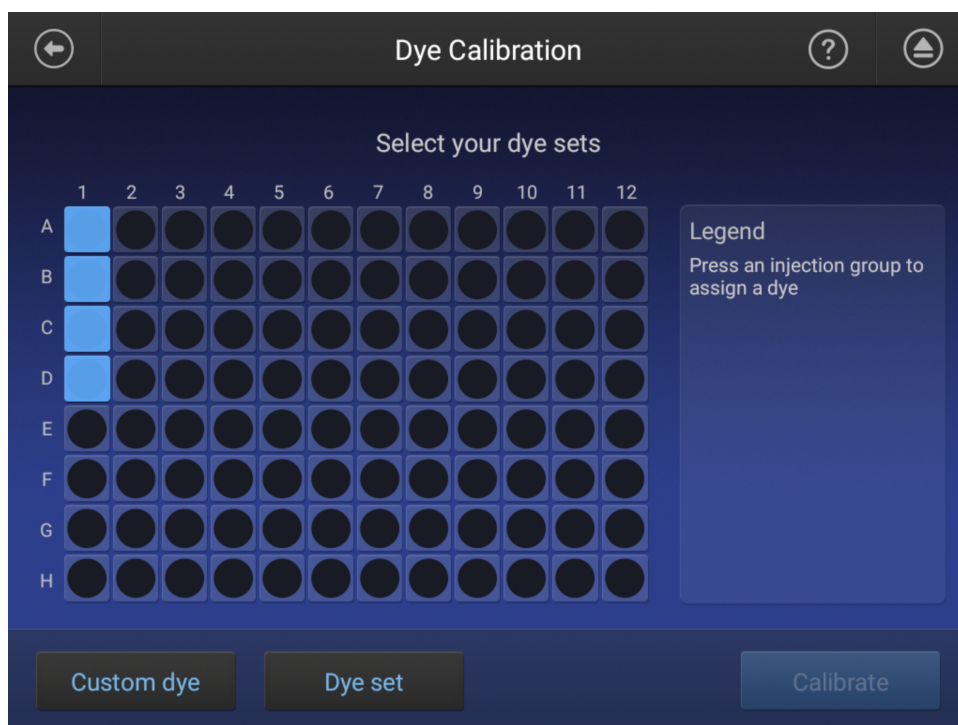 Dye Calibration
?
Select your dye sets
1 2 3 4 5 6 7 8 9 10 11 12
A
B
C
D
E
F
G
H
Legend
Press an injection group to
assign a dye
Custom dye
Dye set
Calibrate